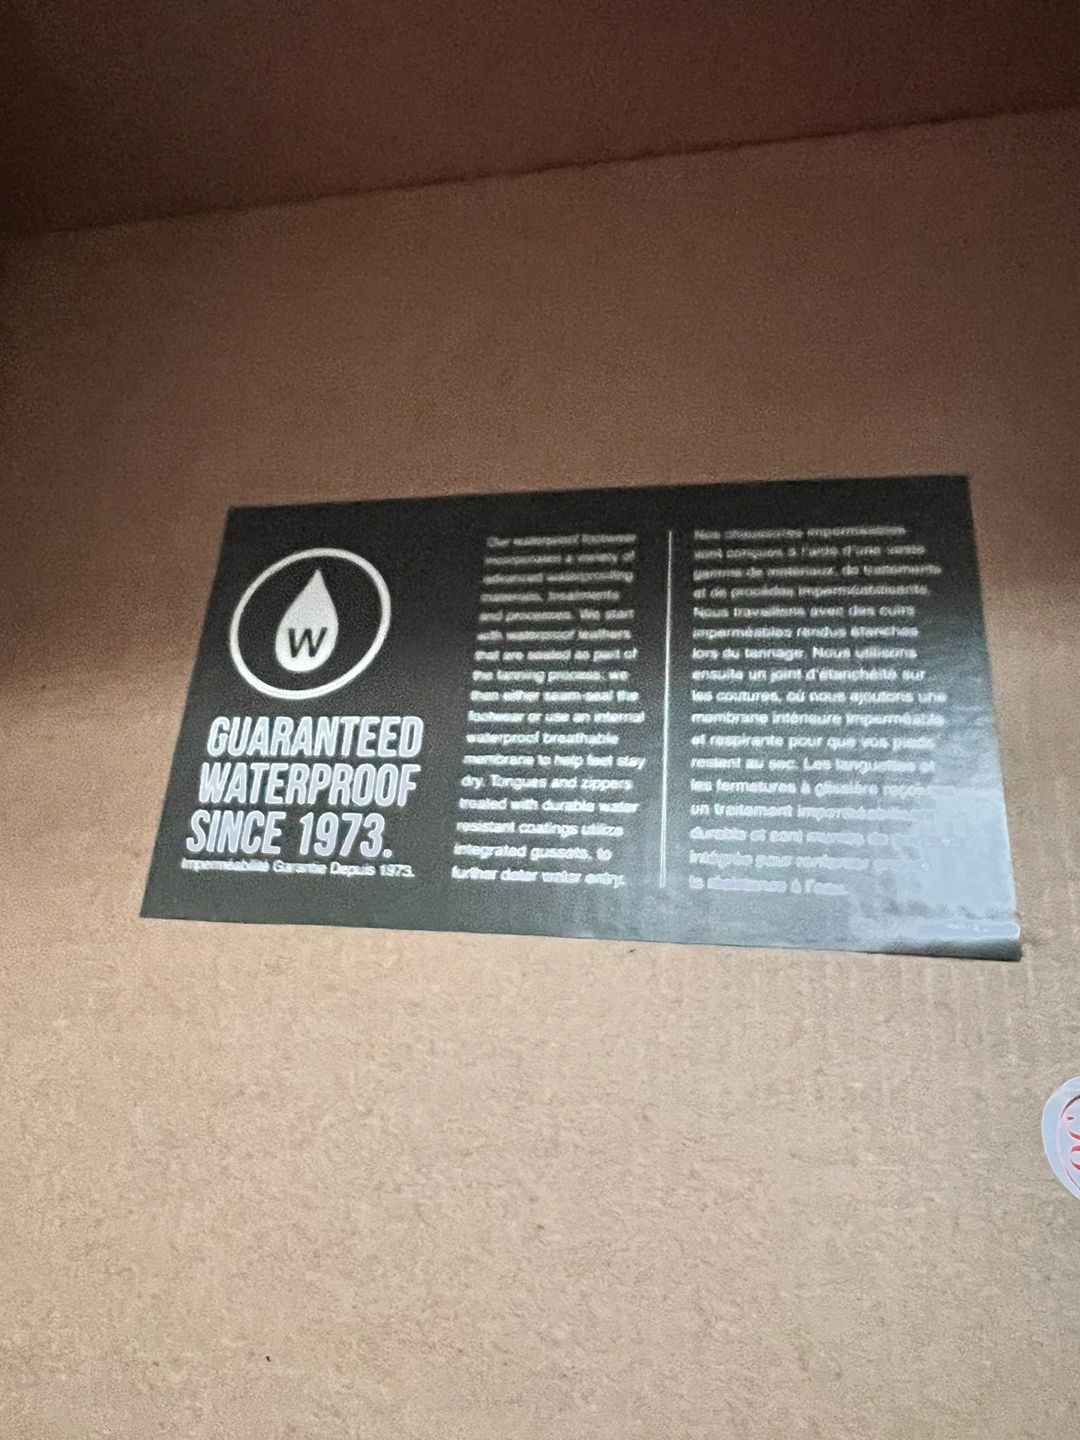 W
GUARANTEED
WATERPROOF
SINCE 1973.
Imperméabilité Garantie Depuis 1973.
Our waterproof footwear
a variety of
advanced waterproofing
materials, treatments
and processes. We start
with waterproof leathers
that are sealed as part of
the tanning process; we
then either seam-seal the
footwear or use an internal
waterproof breathable
membrane to help feet stay
dry. Tongues and zippers
treated with durable water
resistant coatings utilize
integrated gussets, to
further deter water entry.
Nos chaussures imperméables
sont conçues à l'aide d'une vaste
gamme de matériaux, de traitements
et de procédés imperméabilisants.
Nous travaillons avec des cuirs
imperméables rendus étanches
lors du tannage. Nous utilisons
ensuite un joint d'étanchéité sur
les coutures, où nous ajoutons une
membrane intérieure imperméable
et respirante pour que vos pieds
restent au sec. Les languettes et
les fermetures à glissière
un traitement
durable et sont
intégrés pour renforcer
la résistance à l'eau.